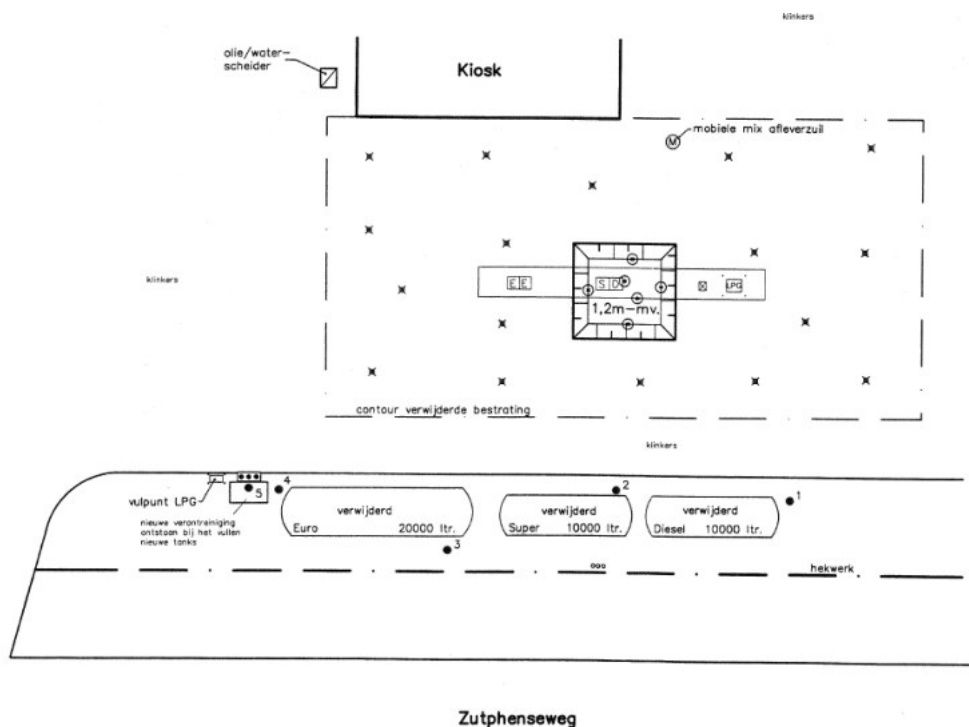 klinkers
olie/water-
scheider
Kiosk
mobiele mix afleverzuil
M
klinkers
E E
S D
LPG
1,2m-mv.
contour verwijderde bestrating
klinkers
vulpunt LPG
5
4
2
1
3
nieuwe verontreiniging
ontstaan bij het vullen
nieuwe tanks
verwijderd
Euro 20000 ltr.
verwijderd
Super 10000 ltr.
verwijderd
Diesel 10000 ltr.
hekwerk
Zutphenseweg